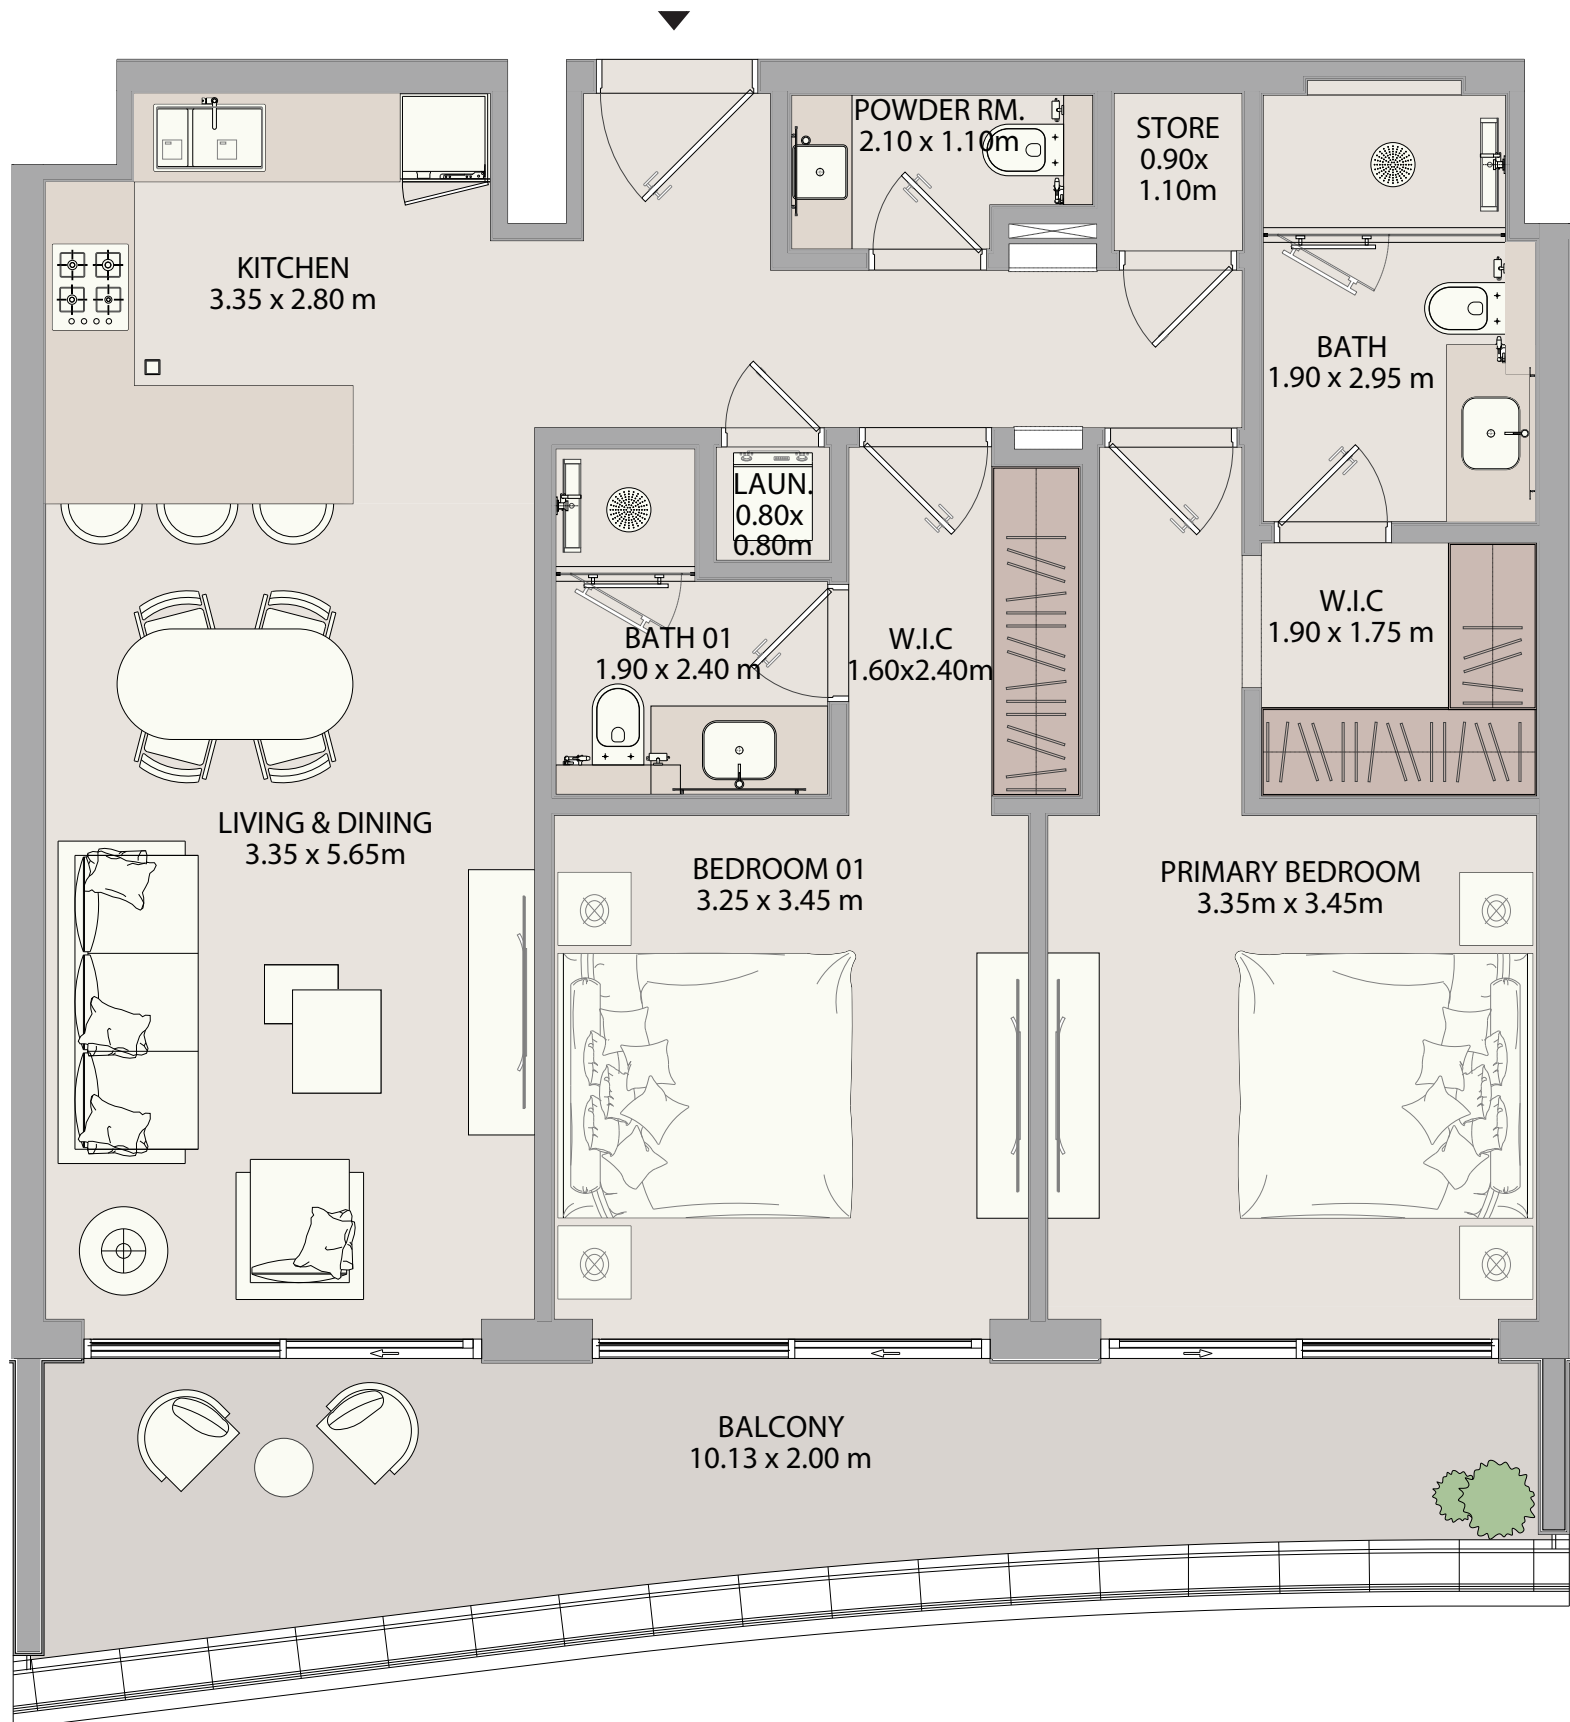 POWDER RM.
2.10 x 1.10m
STORE
0.90x
1.10m
KITCHEN
3.35 x 2.80 m
BATH
1.90 x 2.95 m
LAUN.
0.80x
0.80m
W.I.C
1.90 x 1.75 m
BATH 01
1.90 x 2.40 m
W.I.C
1.60x2.40m
LIVING & DINING
3.35 x 5.65m
BEDROOM 01
3.25 x 3.45 m
PRIMARY BEDROOM
3.35m x 3.45m
BALCONY
10.13 x 2.00 m